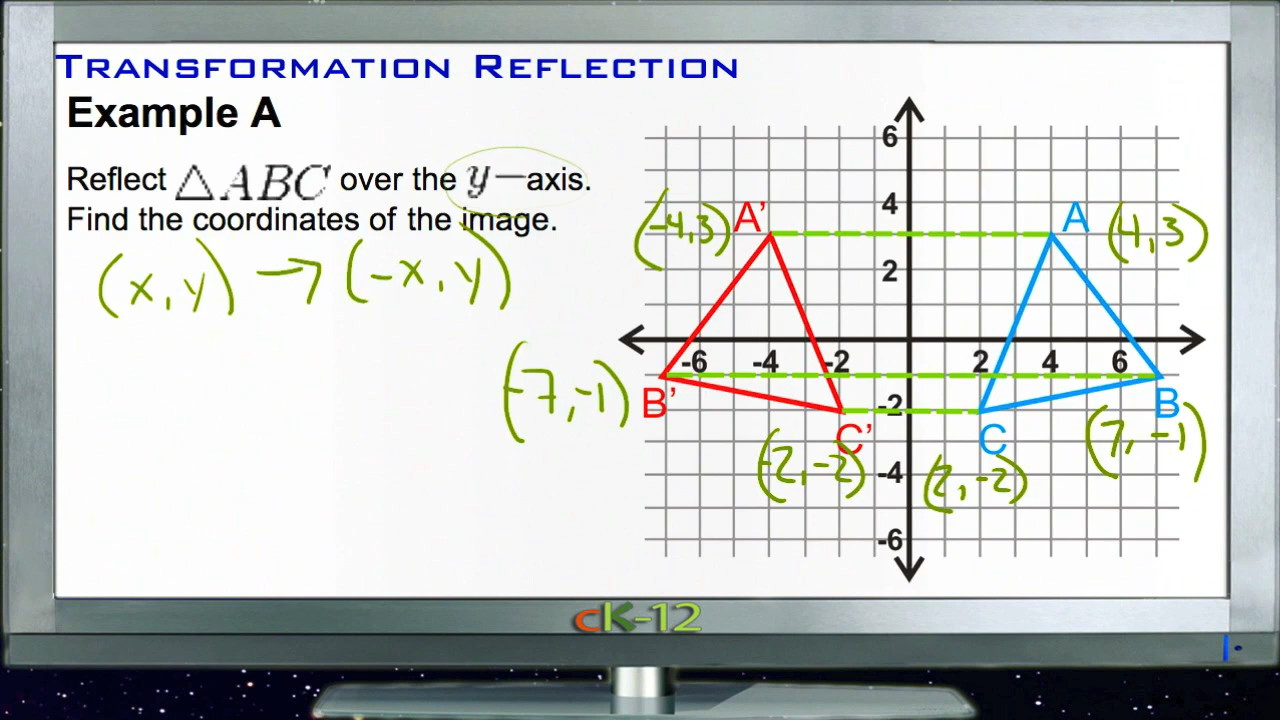 TRANSFORMATION REFLECTION
Example A
Reflect △ABC over the y-axis.
Find the coordinates of the image.
(x,y) → (-x,y)
6
(-4,3) A' 4 A (4,3)
2
-6 -4 -2 2 4 6
(-7,-1) B' -2 B
C' C (7,-1)
(-2,-2) -4 (2,-2)
-6
cK-12